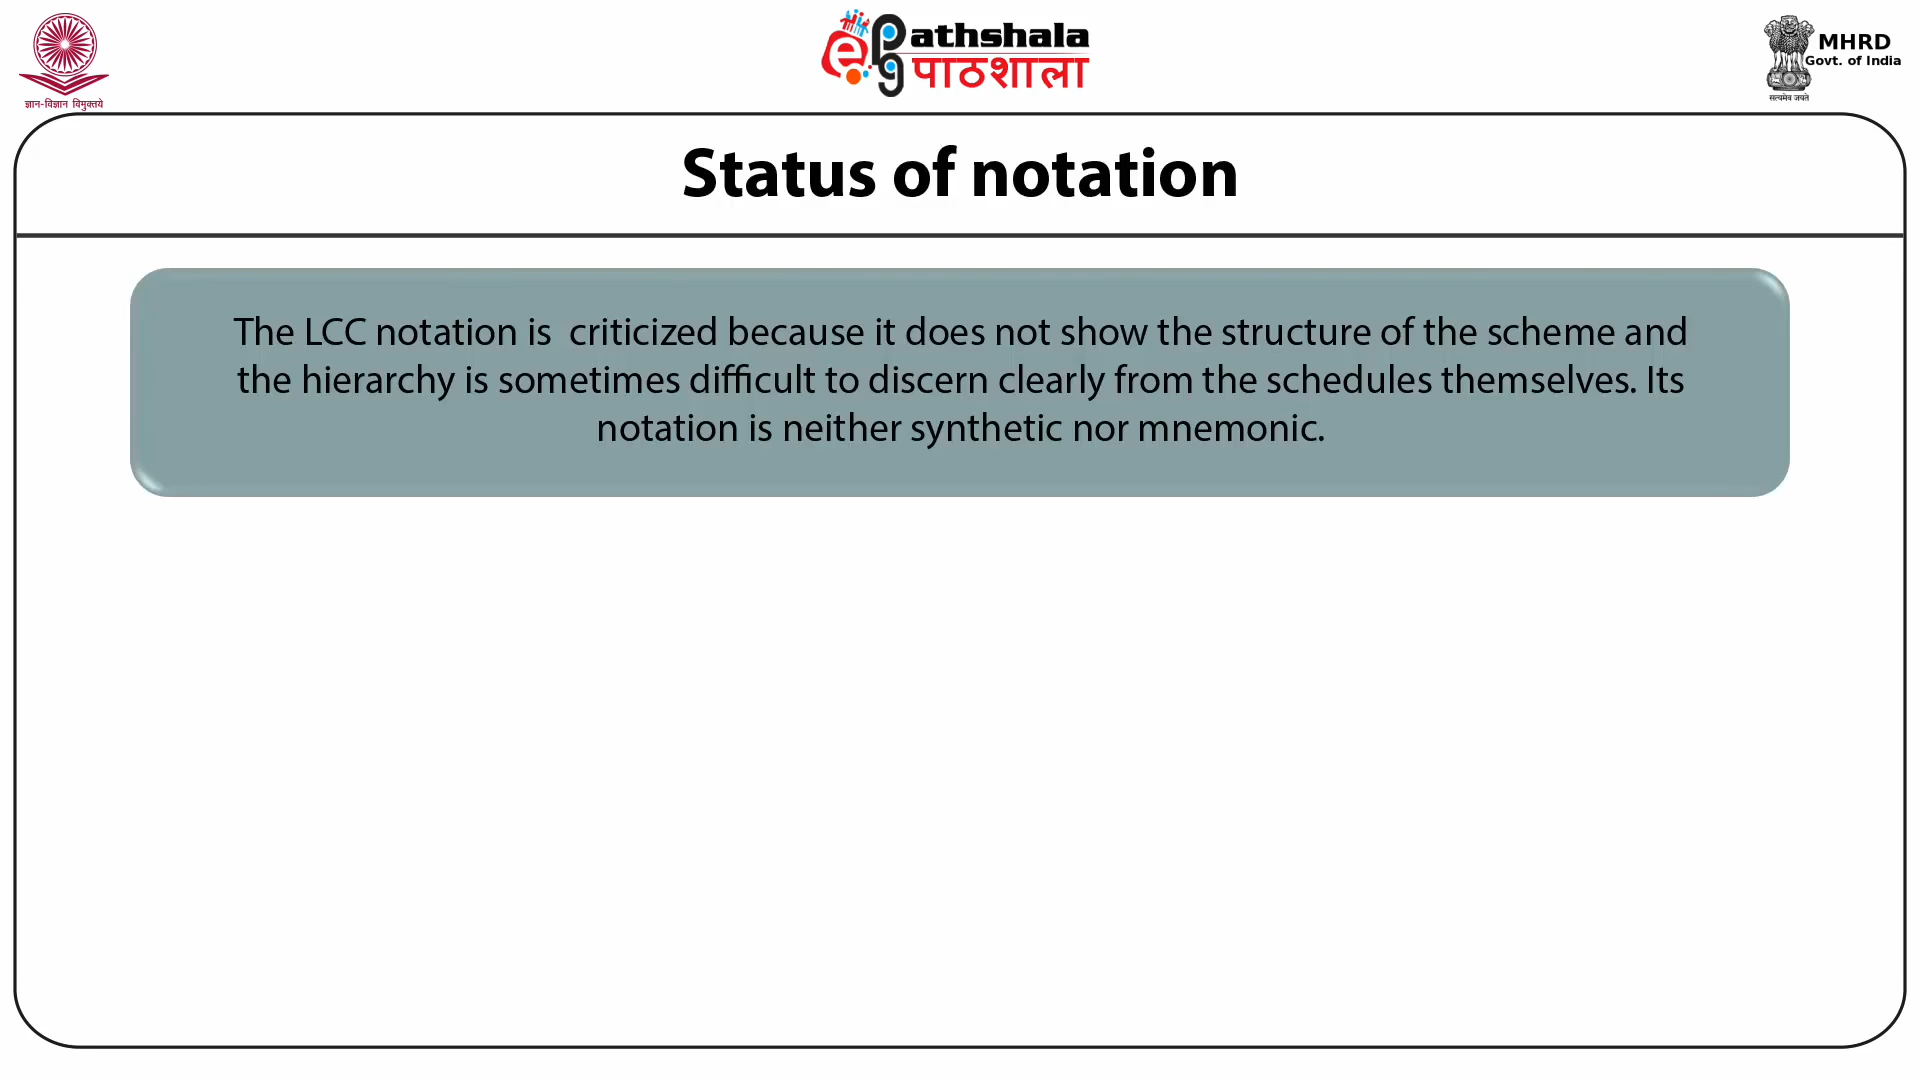 ज्ञान-विज्ञान विमुक्तये
ePG athshala
पाठशाला
MHRD
Govt. of India
सत्यमेव जयते
Status of notation
The LCC notation is criticized because it does not show the structure of the scheme and
the hierarchy is sometimes difficult to discern clearly from the schedules themselves. Its
notation is neither synthetic nor mnemonic.